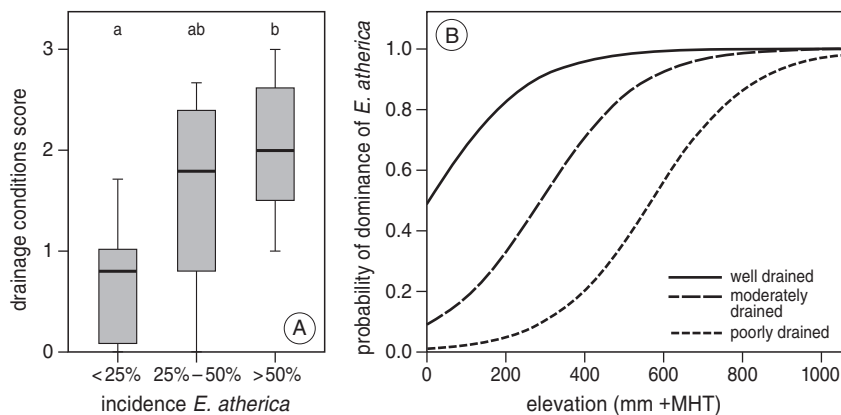 a ab b
3
2
1
0
drainage conditions score
<25% 25%–50% >50%
incidence E. atherica
A
B
1.0
0.8
0.6
0.4
0.2
0.0
probability of dominance of E. atherica
well drained
moderately
drained
poorly drained
0 200 400 600 800 1000
elevation (mm +MHT)